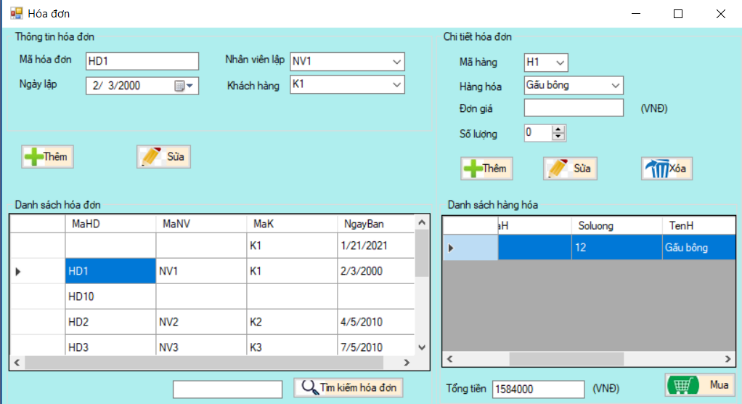 Hóa đơn
Thông tin hóa đơn
Mã hóa đơn HD1 Nhân viên lập NV1
Ngày lập 2/ 3/2000 Khách hàng K1
Thêm Sửa
Danh sách hóa đơn
MaHD MaNV MaK NgayBan
K1 1/21/2021
HD1 NV1 K1 2/3/2000
HD10
HD2 NV2 K2 4/5/2010
HD3 NV3 K3 7/5/2010
Tìm kiếm hóa đơn
Chi tiết hóa đơn
Mã hàng H1
Hàng hóa Gấu bông
Đơn giá (VNĐ)
Số lượng 0
Thêm Sửa Xóa
Danh sách hàng hóa
aH Soluong TenH
12 Gấu bông
Tổng tiền 1584000 (VNĐ) Mua